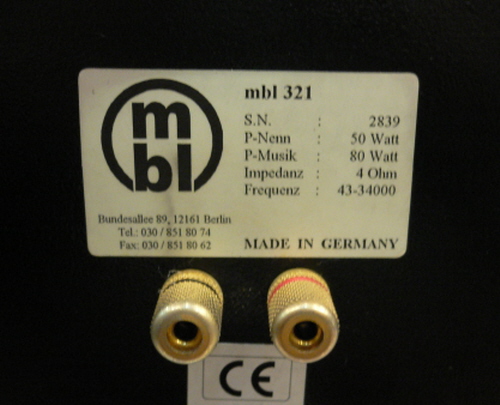 mbl
mbl 321
S.N. : 2839
P-Nenn : 50 Watt
P-Musik : 80 Watt
Impedanz : 4 Ohm
Frequenz : 43-34000
Bundesallee 89, 12161 Berlin
Tel.: 030 / 851 80 74
Fax: 030 / 851 80 62
MADE IN GERMANY
CE